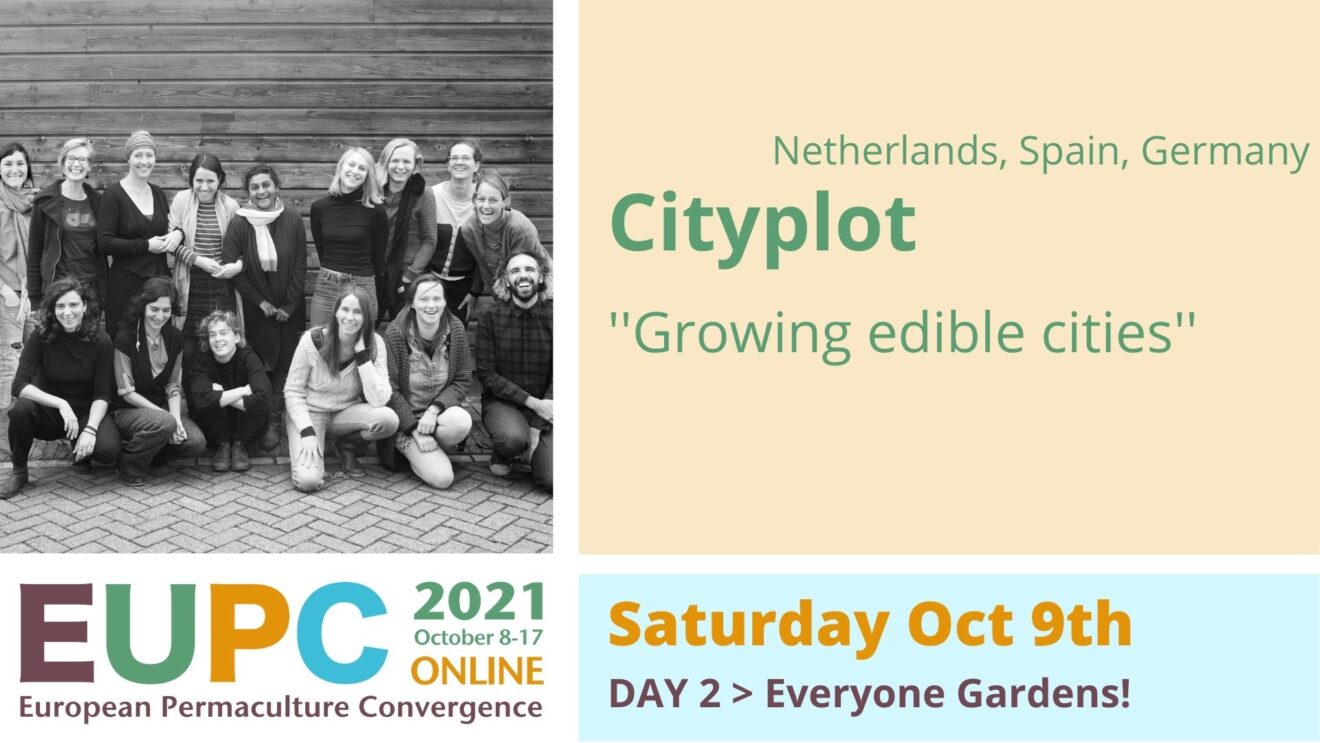 Netherlands, Spain, Germany
Cityplot
''Growing edible cities''
EUPC
2021
October 8-17
ONLINE
European Permaculture Convergence
Saturday Oct 9th
DAY 2 > Everyone Gardens!